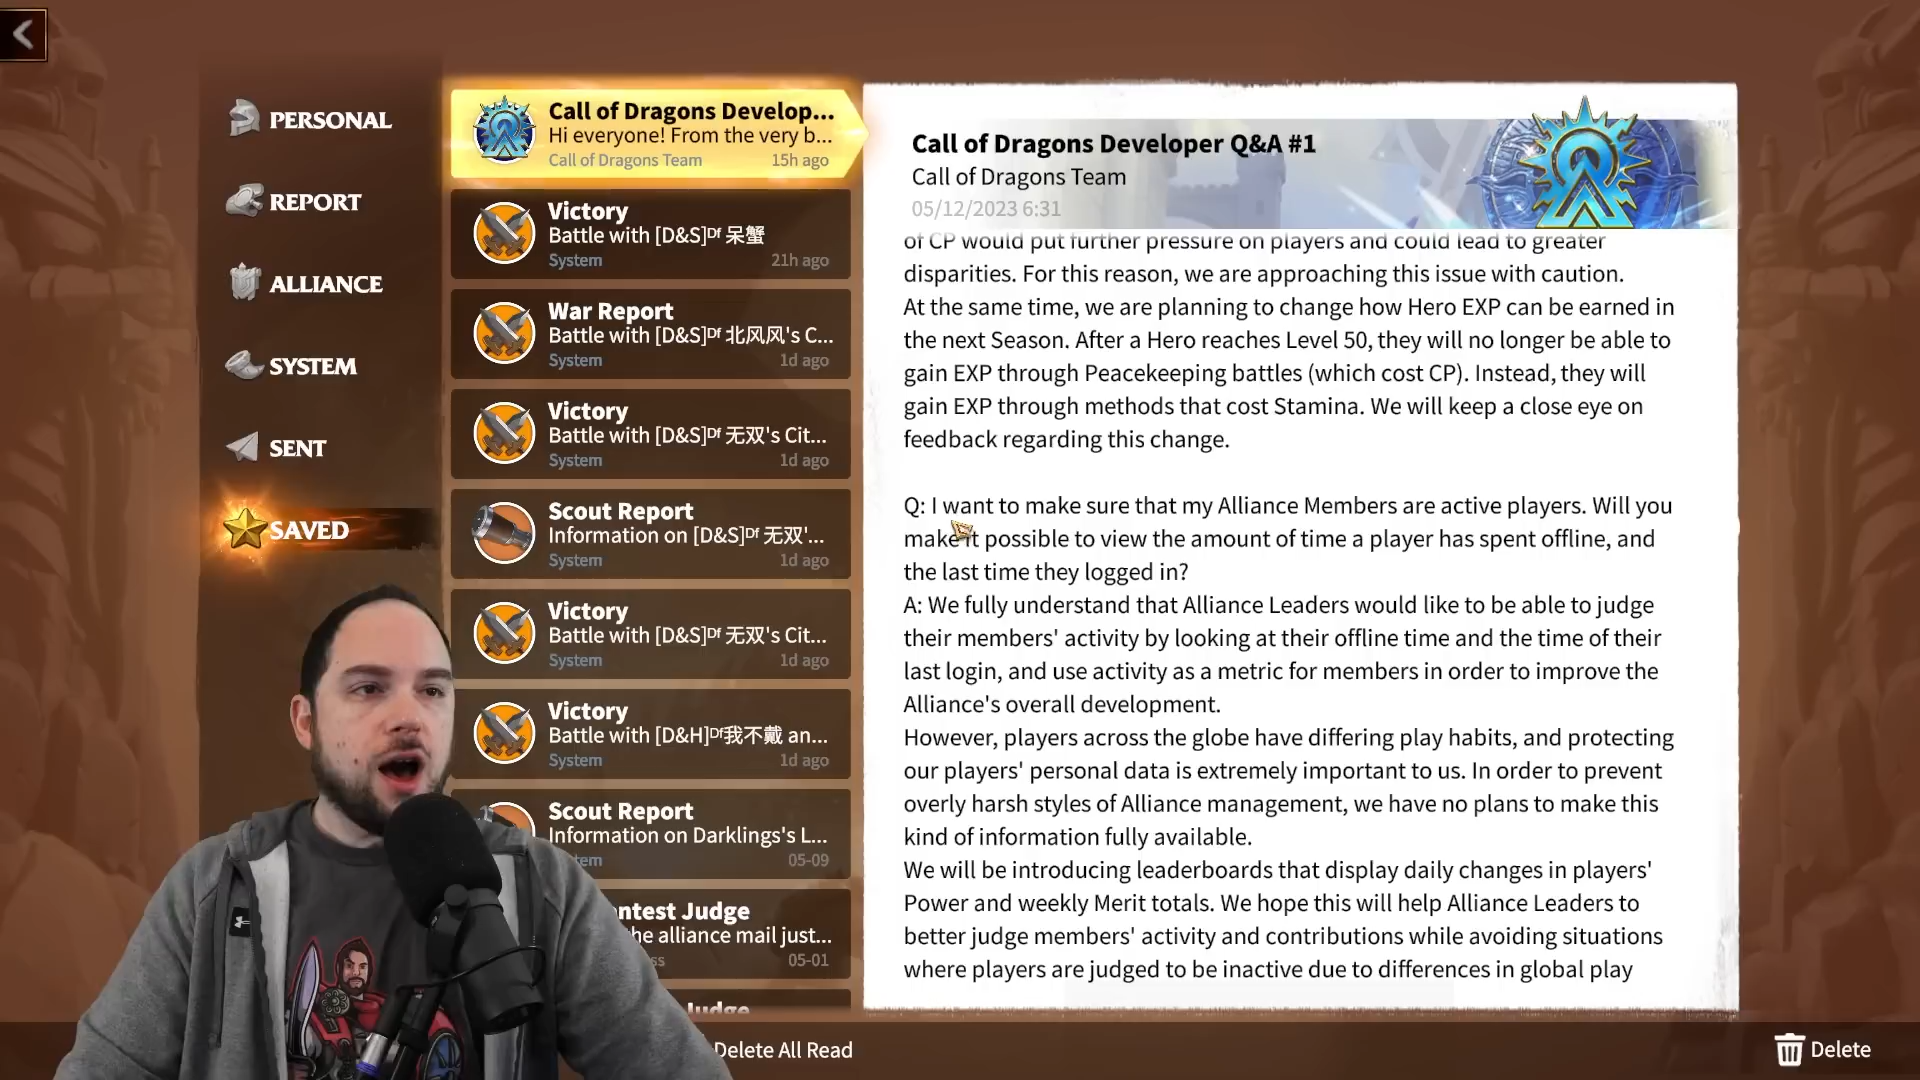 PERSONAL
REPORT
ALLIANCE
SYSTEM
SENT
SAVED
Call of Dragons Develop...
Hi everyone! From the very b...
Call of Dragons Team 15h ago
Victory
Battle with [D&S]ᴰᶠ 呆蟹
System 21h ago
War Report
Battle with [D&S]ᴰᶠ 北风风's C...
System 1d ago
Victory
Battle with [D&S]ᴰᶠ 无双's Cit...
System 1d ago
Scout Report
Information on [D&S]ᴰᶠ 无双'...
System 1d ago
Victory
Battle with [D&S]ᴰᶠ 无双's Cit...
System 1d ago
Victory
Battle with [D&H]ᴰᶠ我不戴 an...
System 1d ago
Scout Report
Information on Darklings's L...
tem 05-09
ntest Judge
he alliance mail just...
ss 05-01
Judge
Delete All Read
Call of Dragons Developer Q&A #1
Call of Dragons Team
05/12/2023 6:31
of CP would put further pressure on players and could lead to greater
disparities. For this reason, we are approaching this issue with caution.
At the same time, we are planning to change how Hero EXP can be earned in
the next Season. After a Hero reaches Level 50, they will no longer be able to
gain EXP through Peacekeeping battles (which cost CP). Instead, they will
gain EXP through methods that cost Stamina. We will keep a close eye on
feedback regarding this change.
Q: I want to make sure that my Alliance Members are active players. Will you
make it possible to view the amount of time a player has spent offline, and
the last time they logged in?
A: We fully understand that Alliance Leaders would like to be able to judge
their members' activity by looking at their offline time and the time of their
last login, and use activity as a metric for members in order to improve the
Alliance's overall development.
However, players across the globe have differing play habits, and protecting
our players' personal data is extremely important to us. In order to prevent
overly harsh styles of Alliance management, we have no plans to make this
kind of information fully available.
We will be introducing leaderboards that display daily changes in players'
Power and weekly Merit totals. We hope this will help Alliance Leaders to
better judge members' activity and contributions while avoiding situations
where players are judged to be inactive due to differences in global play
Delete